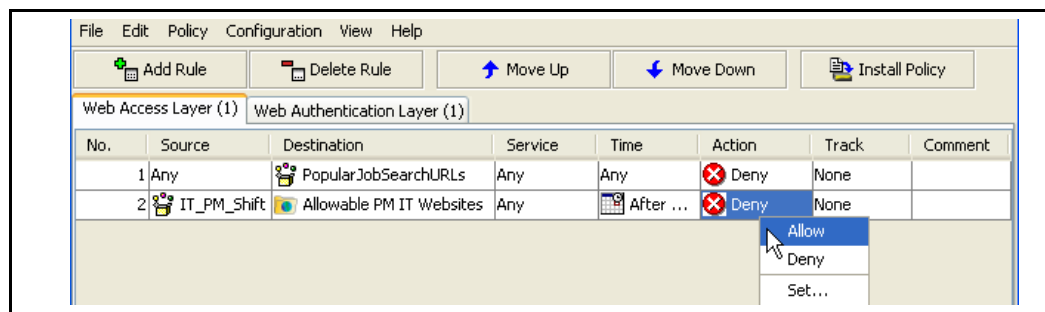 File Edit Policy Configuration View Help
Add Rule Delete Rule Move Up Move Down Install Policy
Web Access Layer (1) Web Authentication Layer (1)
No. Source Destination Service Time Action Track Comment
1 Any PopularJobSearchURLs Any Any Deny None
2 IT_PM_Shift Allowable PM IT Websites Any After ... Deny None
Allow
Deny
Set...